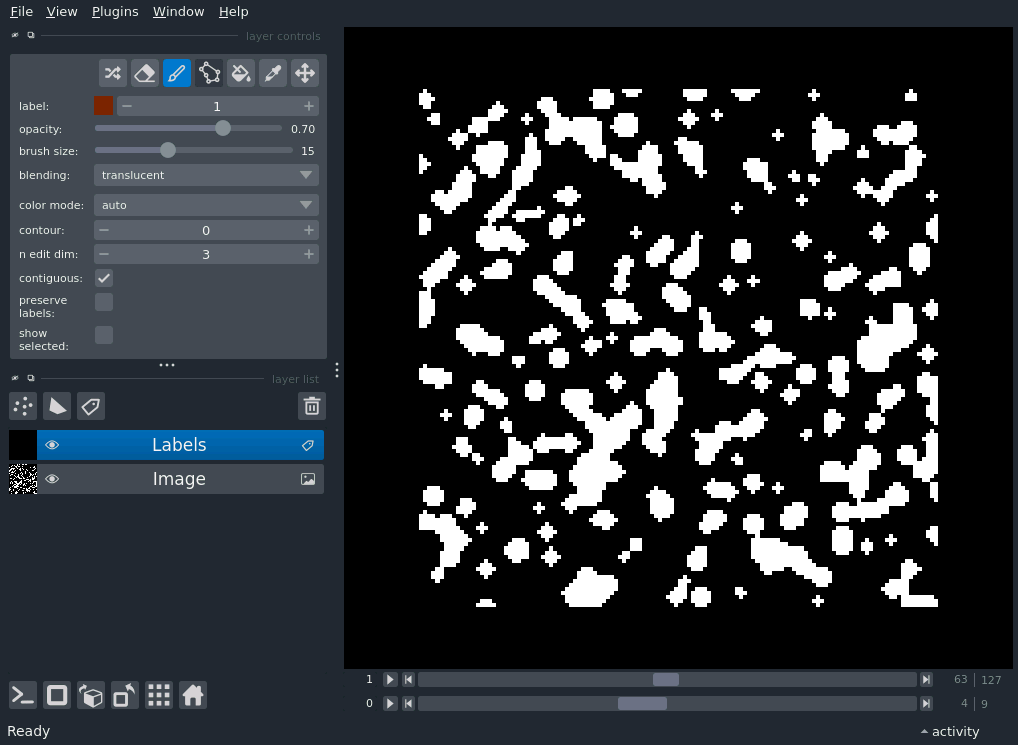 File View Plugins Window Help
layer controls
label: 1
opacity: 0.70
brush size: 15
blending: translucent
color mode: auto
contour: 0
n edit dim: 3
contiguous:
preserve
labels:
show
selected:
layer list
Labels
Image
1 63 127
0 4 9
Ready activity